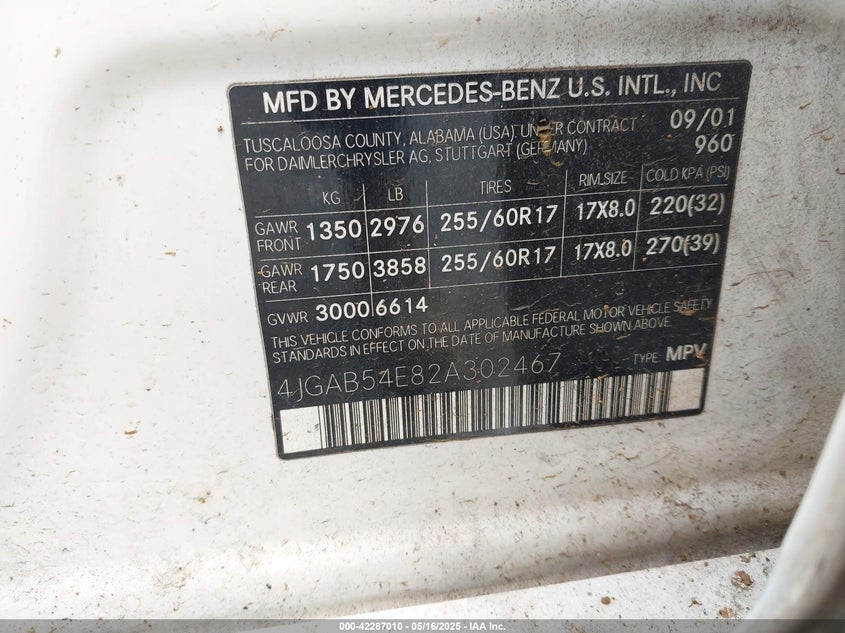 MFD BY MERCEDES-BENZ U.S. INTL., INC
TUSCALOOSA COUNTY, ALABAMA (USA) UNDER CONTRACT 09/01
FOR DAIMLERCHRYSLER AG, STUTTGART (GERMANY) 960
KG LB TIRES RIM SIZE COLD KPA (PSI)
GAWR FRONT 1350 2976 255/60R17 17X8.0 220(32)
GAWR REAR 1750 3858 255/60R17 17X8.0 270(39)
GVWR 3000 6614
THIS VEHICLE CONFORMS TO ALL APPLICABLE FEDERAL MOTOR VEHICLE SAFETY
STANDARDS IN EFFECT ON THE DATE OF MANUFACTURE SHOWN ABOVE.
4JGAB54E82A302467 TYPE: MPV
000-42287010 - 05/16/2025 - IAA Inc.